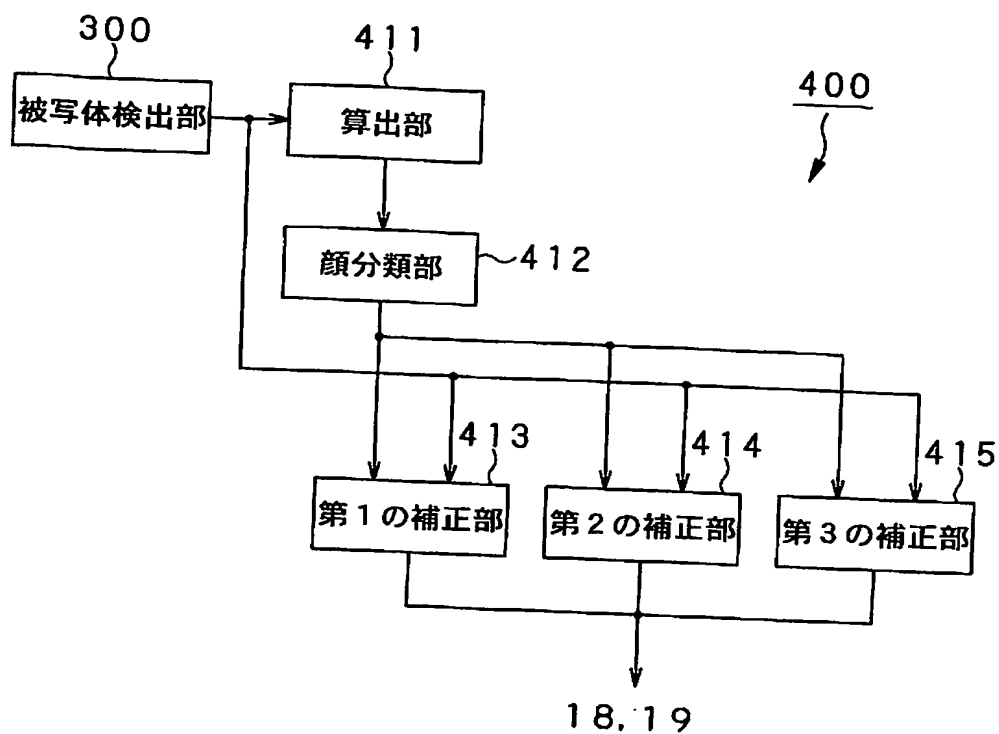 300
411
400
被写体検出部
算出部
顔分類部
412
413
414
415
第1の補正部
第2の補正部
第3の補正部
18,19